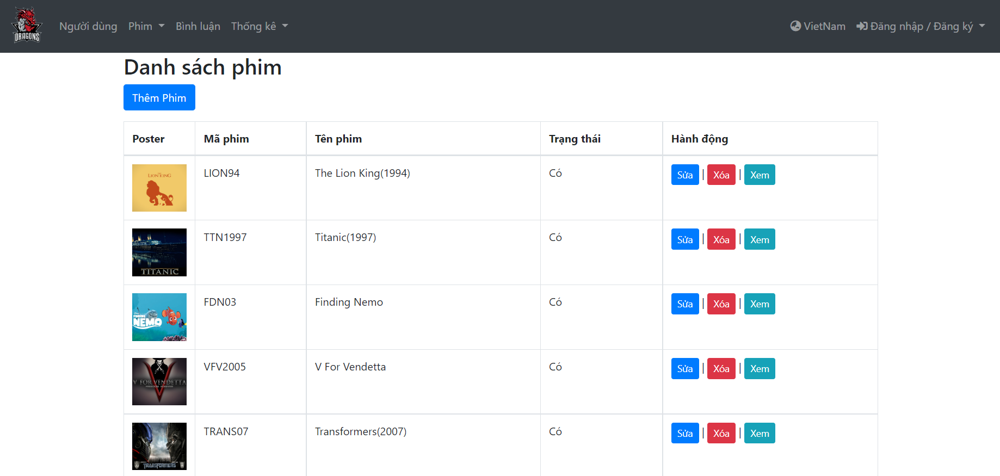 DRAGONS
Người dùng Phim Bình luận Thống kê VietNam Đăng nhập / Đăng ký
Danh sách phim
Thêm Phim
Poster Mã phim Tên phim Trạng thái Hành động
LION KING
LION94 The Lion King(1994) Có Sửa | Xóa | Xem
TITANIC
TTN1997 Titanic(1997) Có Sửa | Xóa | Xem
FINDING
NEMO
FDN03 Finding Nemo Có Sửa | Xóa | Xem
V FOR VENDETTA
VFV2005 V For Vendetta Có Sửa | Xóa | Xem
TRANSFORMERS
TRANS07 Transformers(2007) Có Sửa | Xóa | Xem